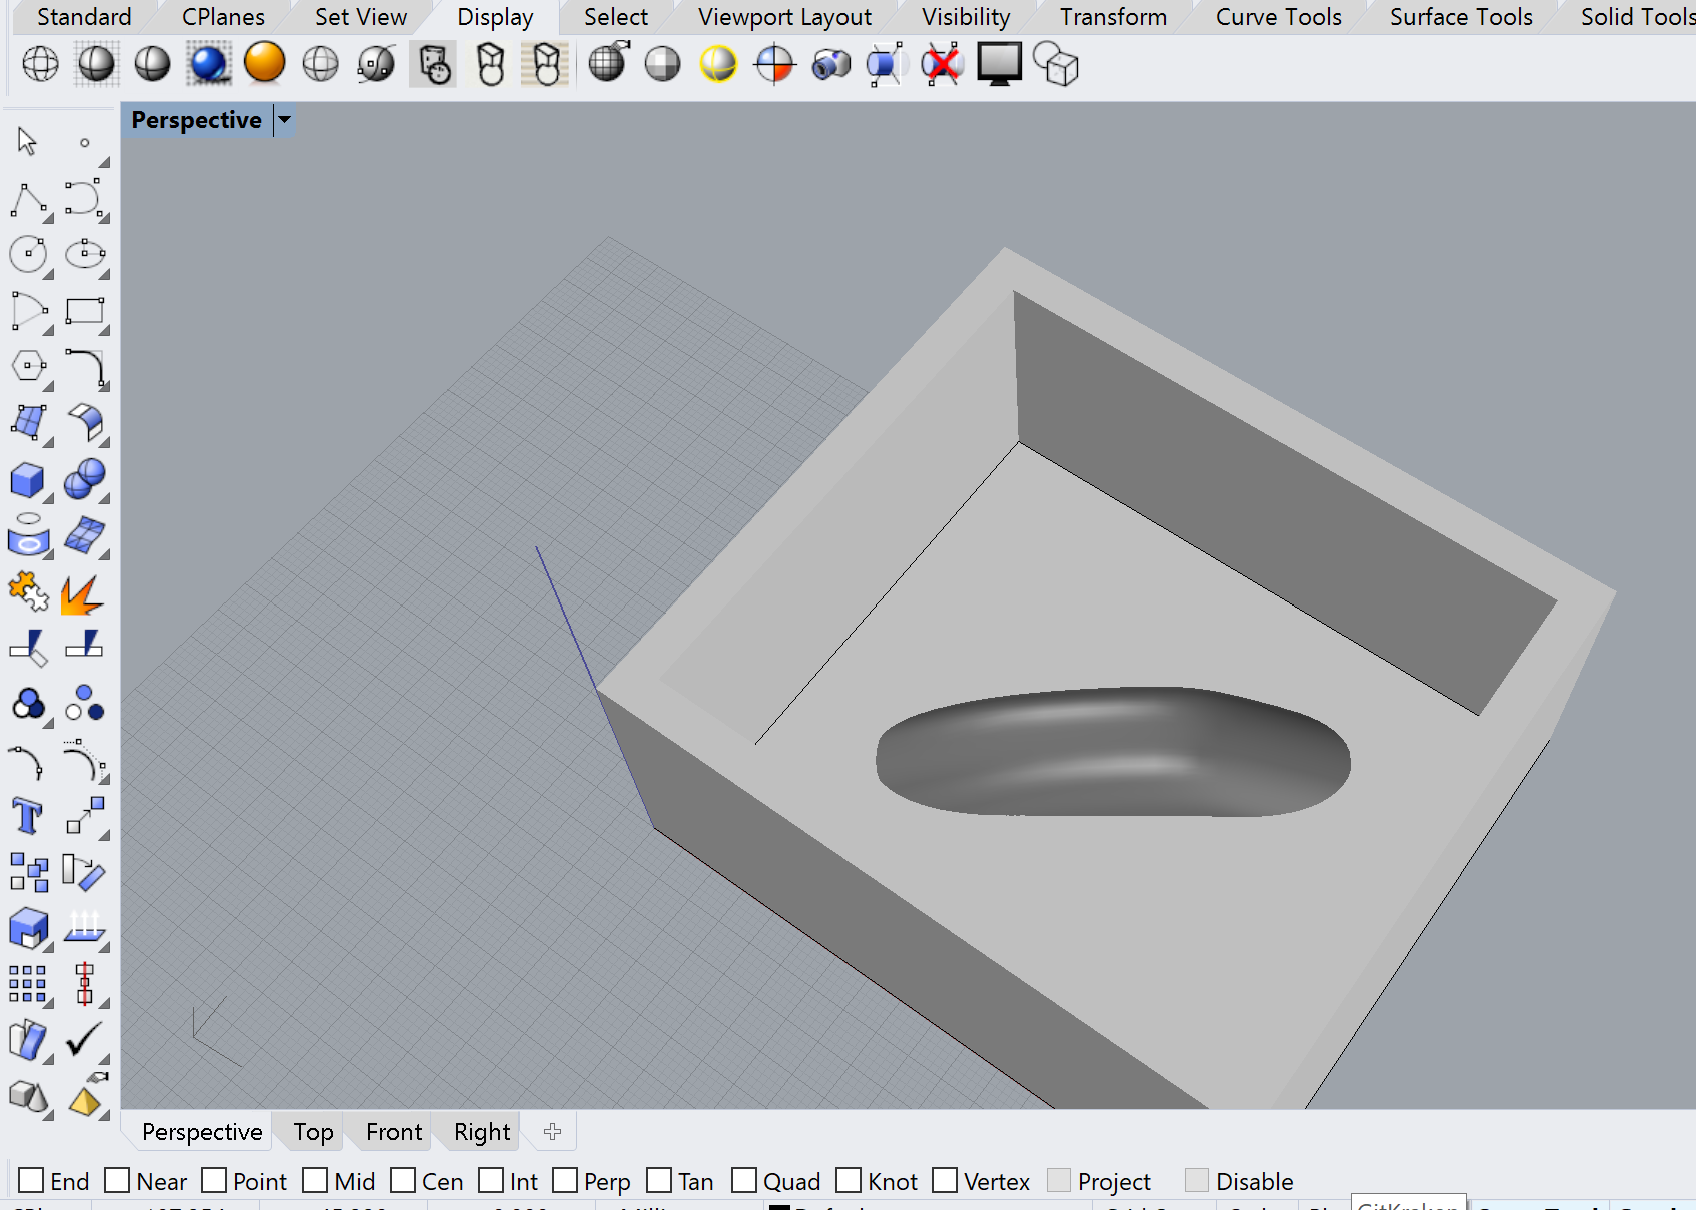 Standard CPlanes Set View Display Select Viewport Layout Visibility Transform Curve Tools Surface Tools Solid Tools
Perspective
Perspective Top Front Right
End Near Point Mid Cen Int Perp Tan Quad Knot Vertex Project Disable